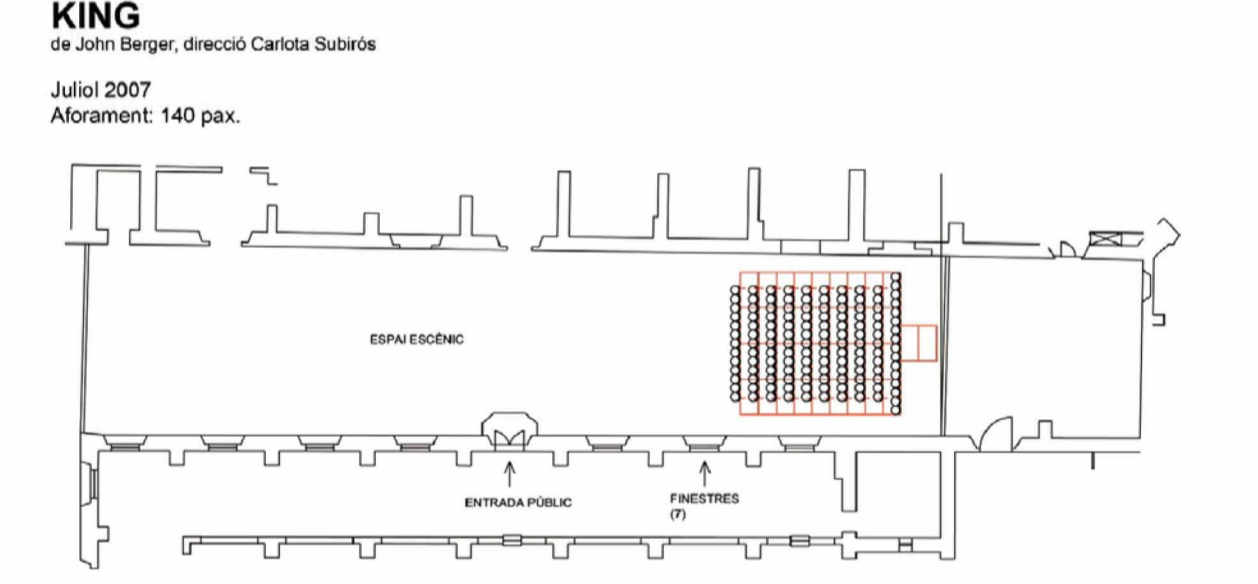 KING
de John Berger, direcció Carlota Subirós
Juliol 2007
Aforament: 140 pax.
ESPAI ESCÈNIC
ENTRADA PÚBLIC
FINESTRES
(7)